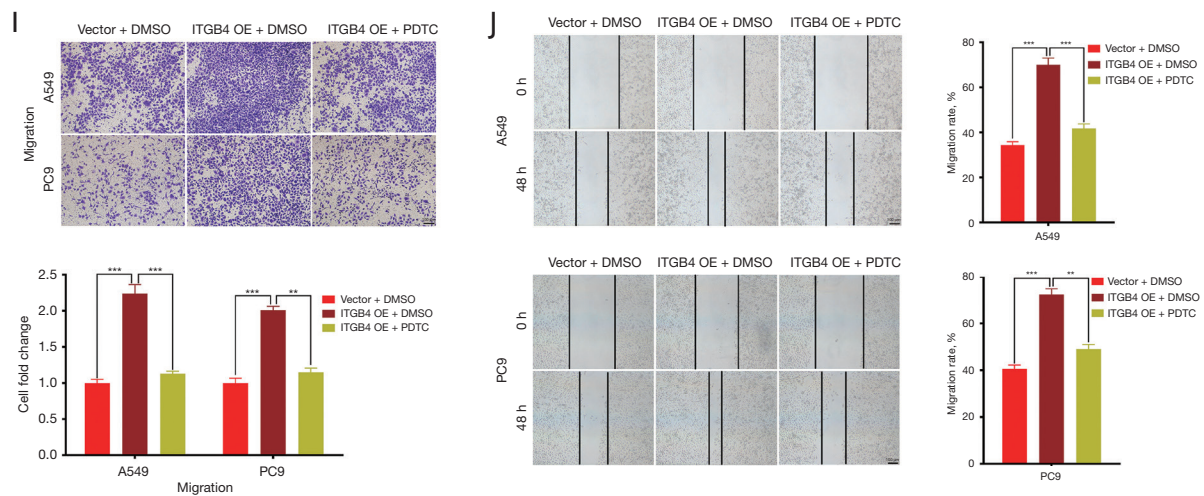 I
Vector + DMSO ITGB4 OE + DMSO ITGB4 OE + PDTC
Migration
A549
PC9
Cell fold change
2.5
2.0
1.5
1.0
0.5
0.0
*** ***
*** **
Vector + DMSO
ITGB4 OE + DMSO
ITGB4 OE + PDTC
A549 PC9
Migration
J
Vector + DMSO ITGB4 OE + DMSO ITGB4 OE + PDTC
A549
0 h
48 h
Migration rate, %
80
60
40
20
0
*** ***
Vector + DMSO
ITGB4 OE + DMSO
ITGB4 OE + PDTC
A549
Vector + DMSO ITGB4 OE + DMSO ITGB4 OE + PDTC
PC9
0 h
48 h
Migration rate, %
80
60
40
20
0
*** **
Vector + DMSO
ITGB4 OE + DMSO
ITGB4 OE + PDTC
PC9